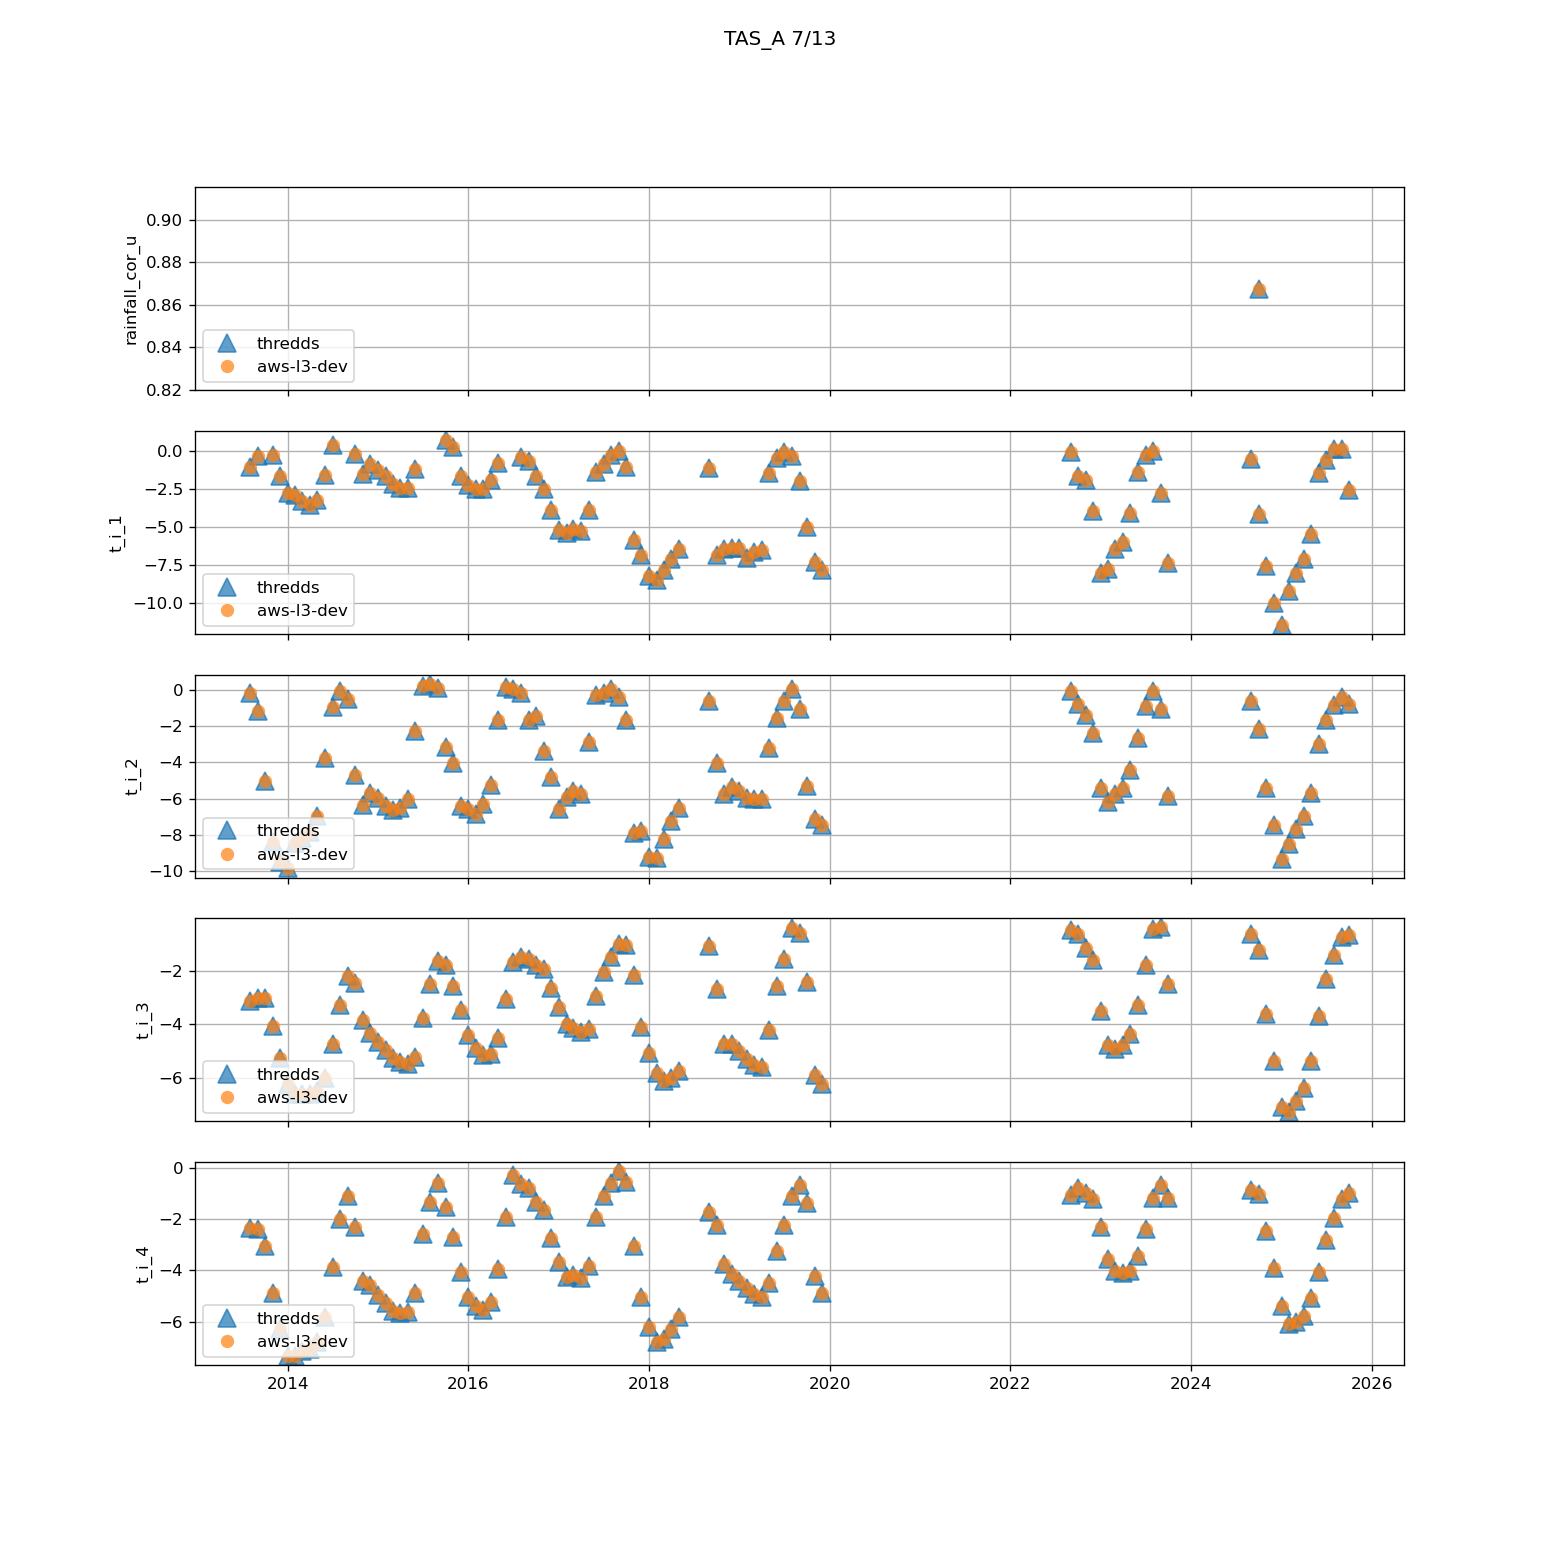 TAS_A 7/13
rainfall_cor_u
0.90
0.88
0.86
0.84
0.82
thredds
aws-l3-dev
t_i_1
0.0
−2.5
−5.0
−7.5
−10.0
thredds
aws-l3-dev
t_i_2
0
−2
−4
−6
−8
−10
thredds
aws-l3-dev
t_i_3
−2
−4
−6
thredds
aws-l3-dev
t_i_4
0
−2
−4
−6
thredds
aws-l3-dev
2014 2016 2018 2020 2022 2024 2026